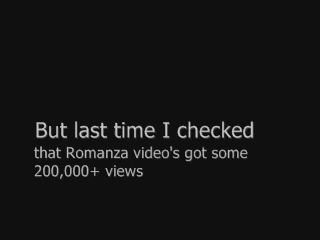 But last time I checked
that Romanza video's got some
200,000+ views